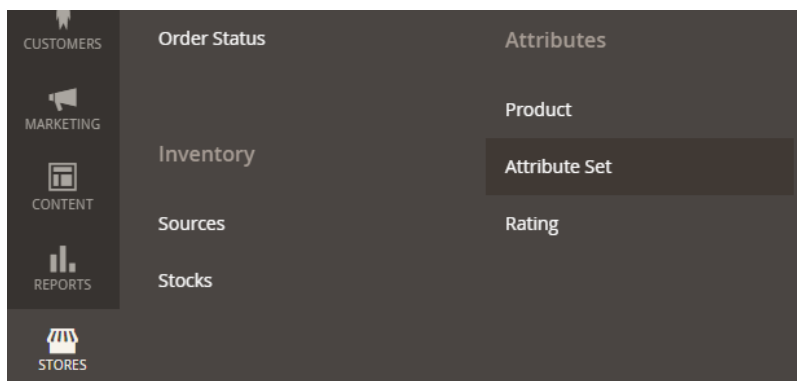 CUSTOMERS
MARKETING
CONTENT
REPORTS
STORES
Order Status
Inventory
Sources
Stocks
Attributes
Product
Attribute Set
Rating